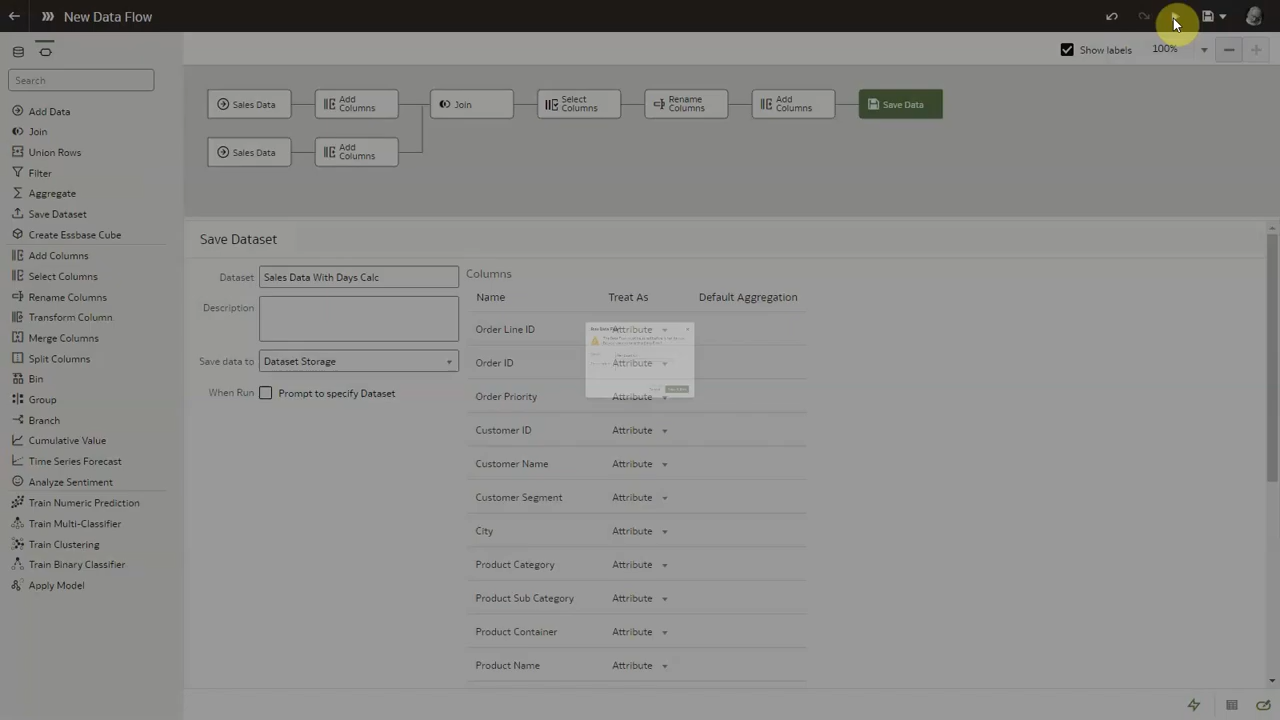 New Data Flow
Show labels
100%
Search
Add Data
Join
Union Rows
Filter
Aggregate
Save Dataset
Create Essbase Cube
Add Columns
Select Columns
Rename Columns
Transform Column
Merge Columns
Split Columns
Bin
Group
Branch
Cumulative Value
Time Series Forecast
Analyze Sentiment
Train Numeric Prediction
Train Multi-Classifier
Train Clustering
Train Binary Classifier
Apply Model
Sales Data
Add
Columns
Join
Select
Columns
Rename
Columns
Add
Columns
Save Data
Sales Data
Add
Columns
Save Dataset
Dataset
Sales Data With Days Calc
Description
Save data to
Dataset Storage
When Run
Prompt to specify Dataset
Columns
Name
Treat As
Default Aggregation
Order Line ID
Attribute
Order ID
Attribute
Order Priority
Attribute
Customer ID
Attribute
Customer Name
Attribute
Customer Segment
Attribute
City
Attribute
Product Category
Attribute
Product Sub Category
Attribute
Product Container
Attribute
Product Name
Attribute